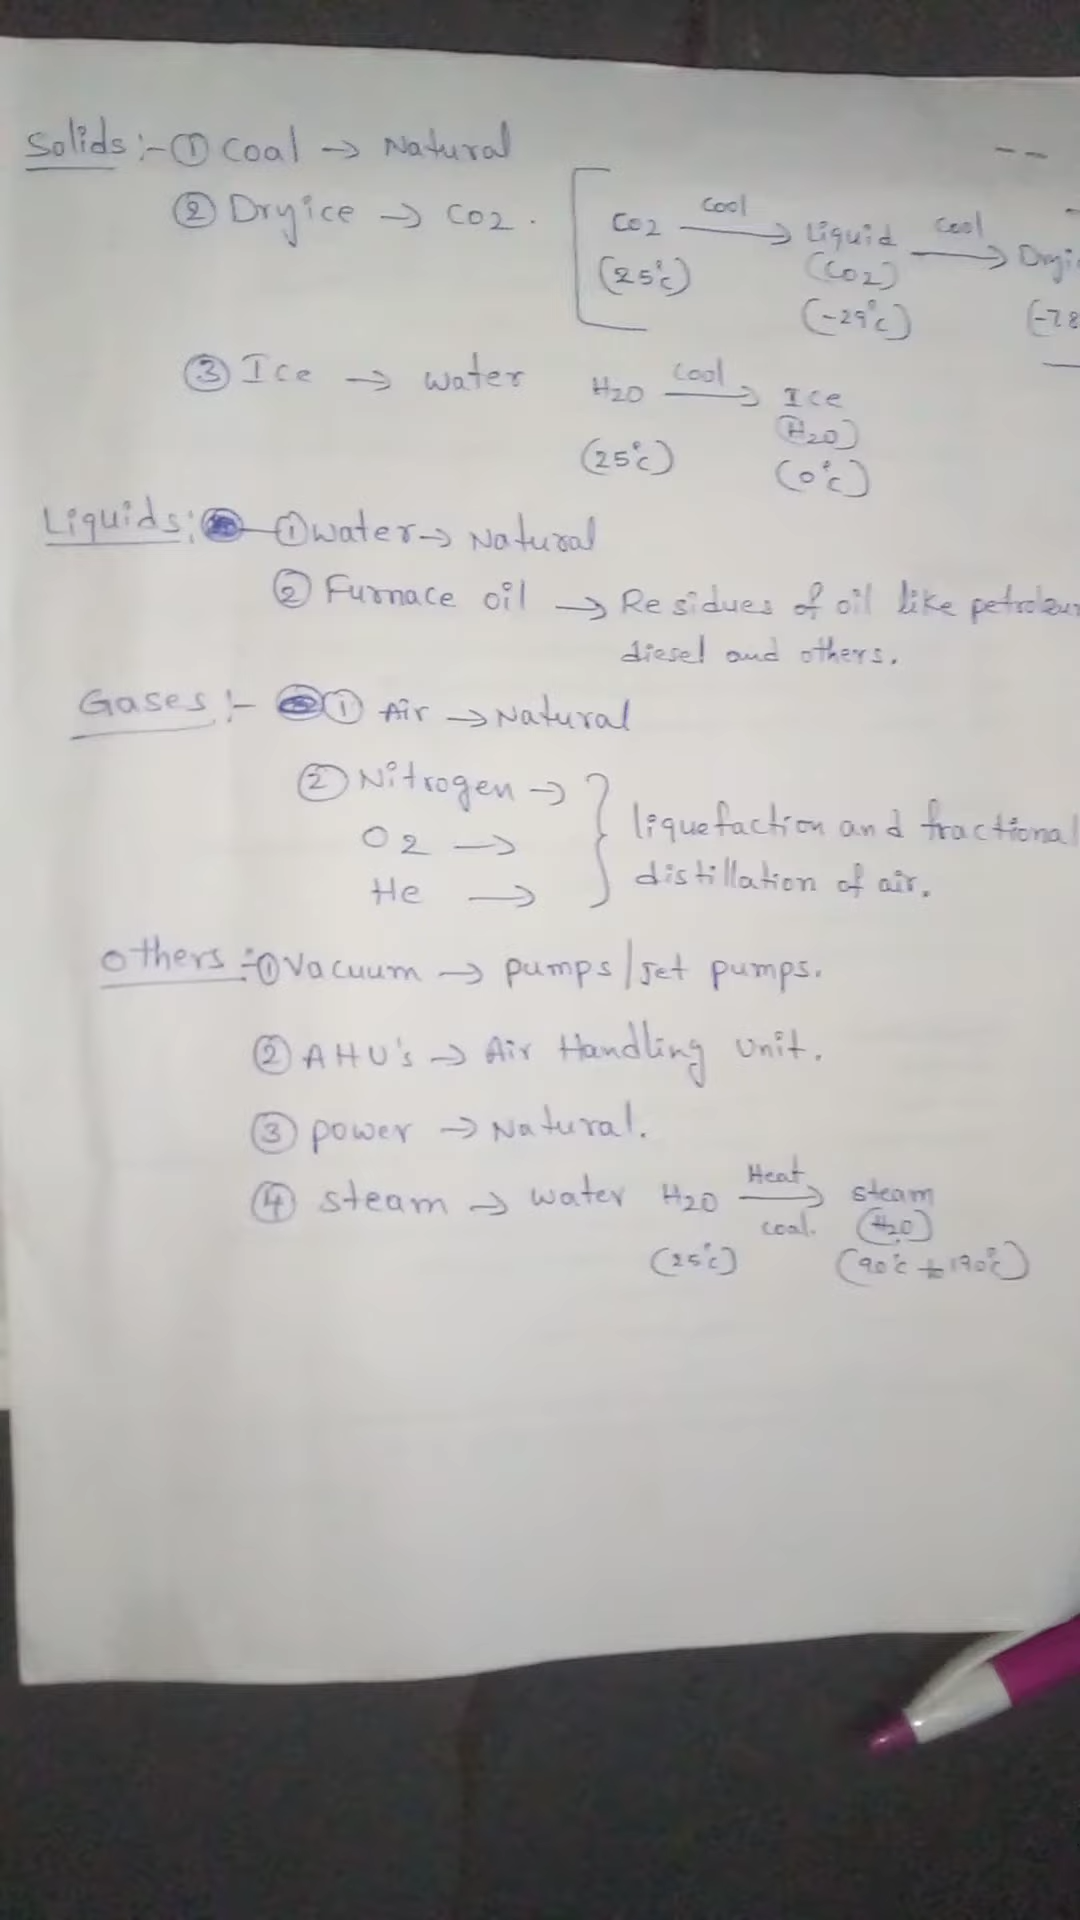 Solids :- ① Coal → Natural
② Dryice → CO2 .
CO2 cool → Liquid cool →
(25°c) (CO2)
(-29°c)
③ Ice → water H2O cool → Ice
(H2O)
(25°c) (0°c)
Liquids: ① water → Natural
② Furnace oil → Residues of oil like
diesel and others.
Gases :- ① Air → Natural
② Nitrogen → } liquefaction and fractional
O2 →
He → distillation of air.
Others :- ① Vacuum → pumps/Jet pumps.
② AHU's → Air Handling Unit.
③ power → Natural.
④ steam → water H2O Heat → steam
coal. (H2O)
(25°c) (90°c to 190°c)